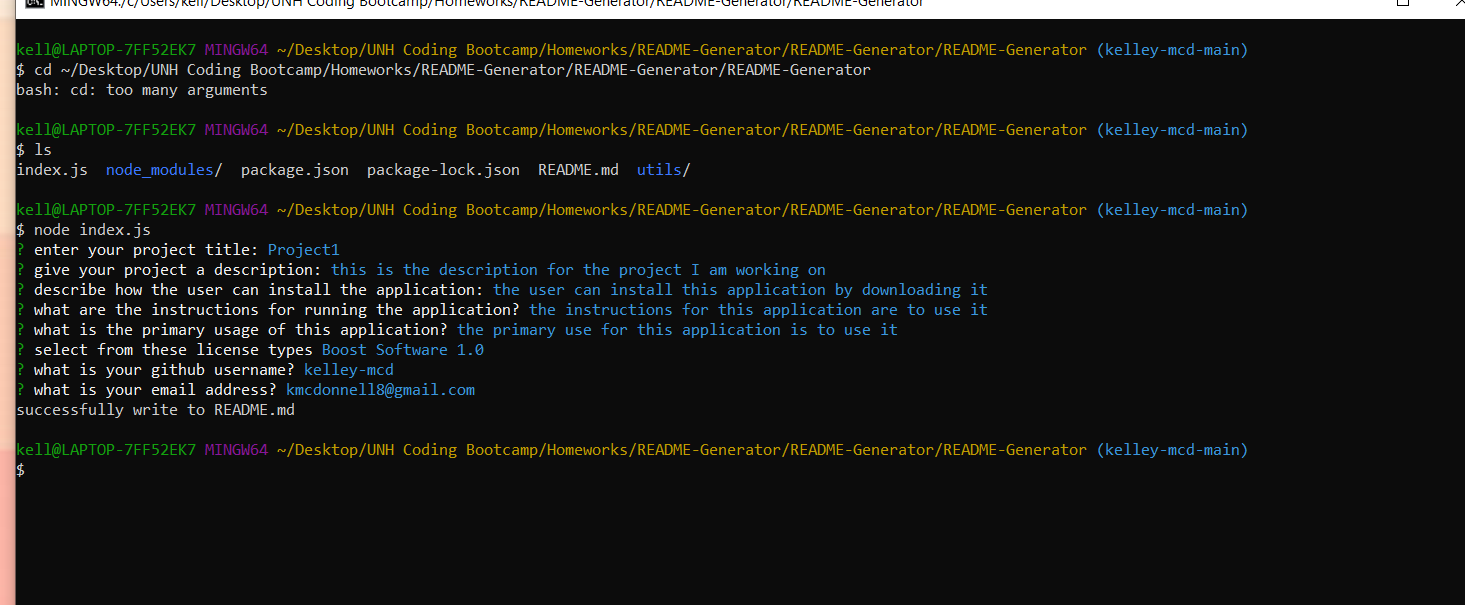 MINGW64:/c/Users/kell/Desktop/UNH Coding Bootcamp/Homeworks/README-Generator/README-Generator/README-Generator
kell@LAPTOP-7FF52EK7 MINGW64 ~/Desktop/UNH Coding Bootcamp/Homeworks/README-Generator/README-Generator/README-Generator (kelley-mcd-main)
$ cd ~/Desktop/UNH Coding Bootcamp/Homeworks/README-Generator/README-Generator/README-Generator
bash: cd: too many arguments
kell@LAPTOP-7FF52EK7 MINGW64 ~/Desktop/UNH Coding Bootcamp/Homeworks/README-Generator/README-Generator/README-Generator (kelley-mcd-main)
$ ls
index.js  node_modules/  package.json  package-lock.json  README.md  utils/
kell@LAPTOP-7FF52EK7 MINGW64 ~/Desktop/UNH Coding Bootcamp/Homeworks/README-Generator/README-Generator/README-Generator (kelley-mcd-main)
$ node index.js
? enter your project title: Project1
? give your project a description: this is the description for the project I am working on
? describe how the user can install the application: the user can install this application by downloading it
? what are the instructions for running the application? the instructions for this application are to use it
? what is the primary usage of this application? the primary use for this application is to use it
? select from these license types Boost Software 1.0
? what is your github username? kelley-mcd
? what is your email address? kmcdonnell8@gmail.com
successfully write to README.md
kell@LAPTOP-7FF52EK7 MINGW64 ~/Desktop/UNH Coding Bootcamp/Homeworks/README-Generator/README-Generator/README-Generator (kelley-mcd-main)
$